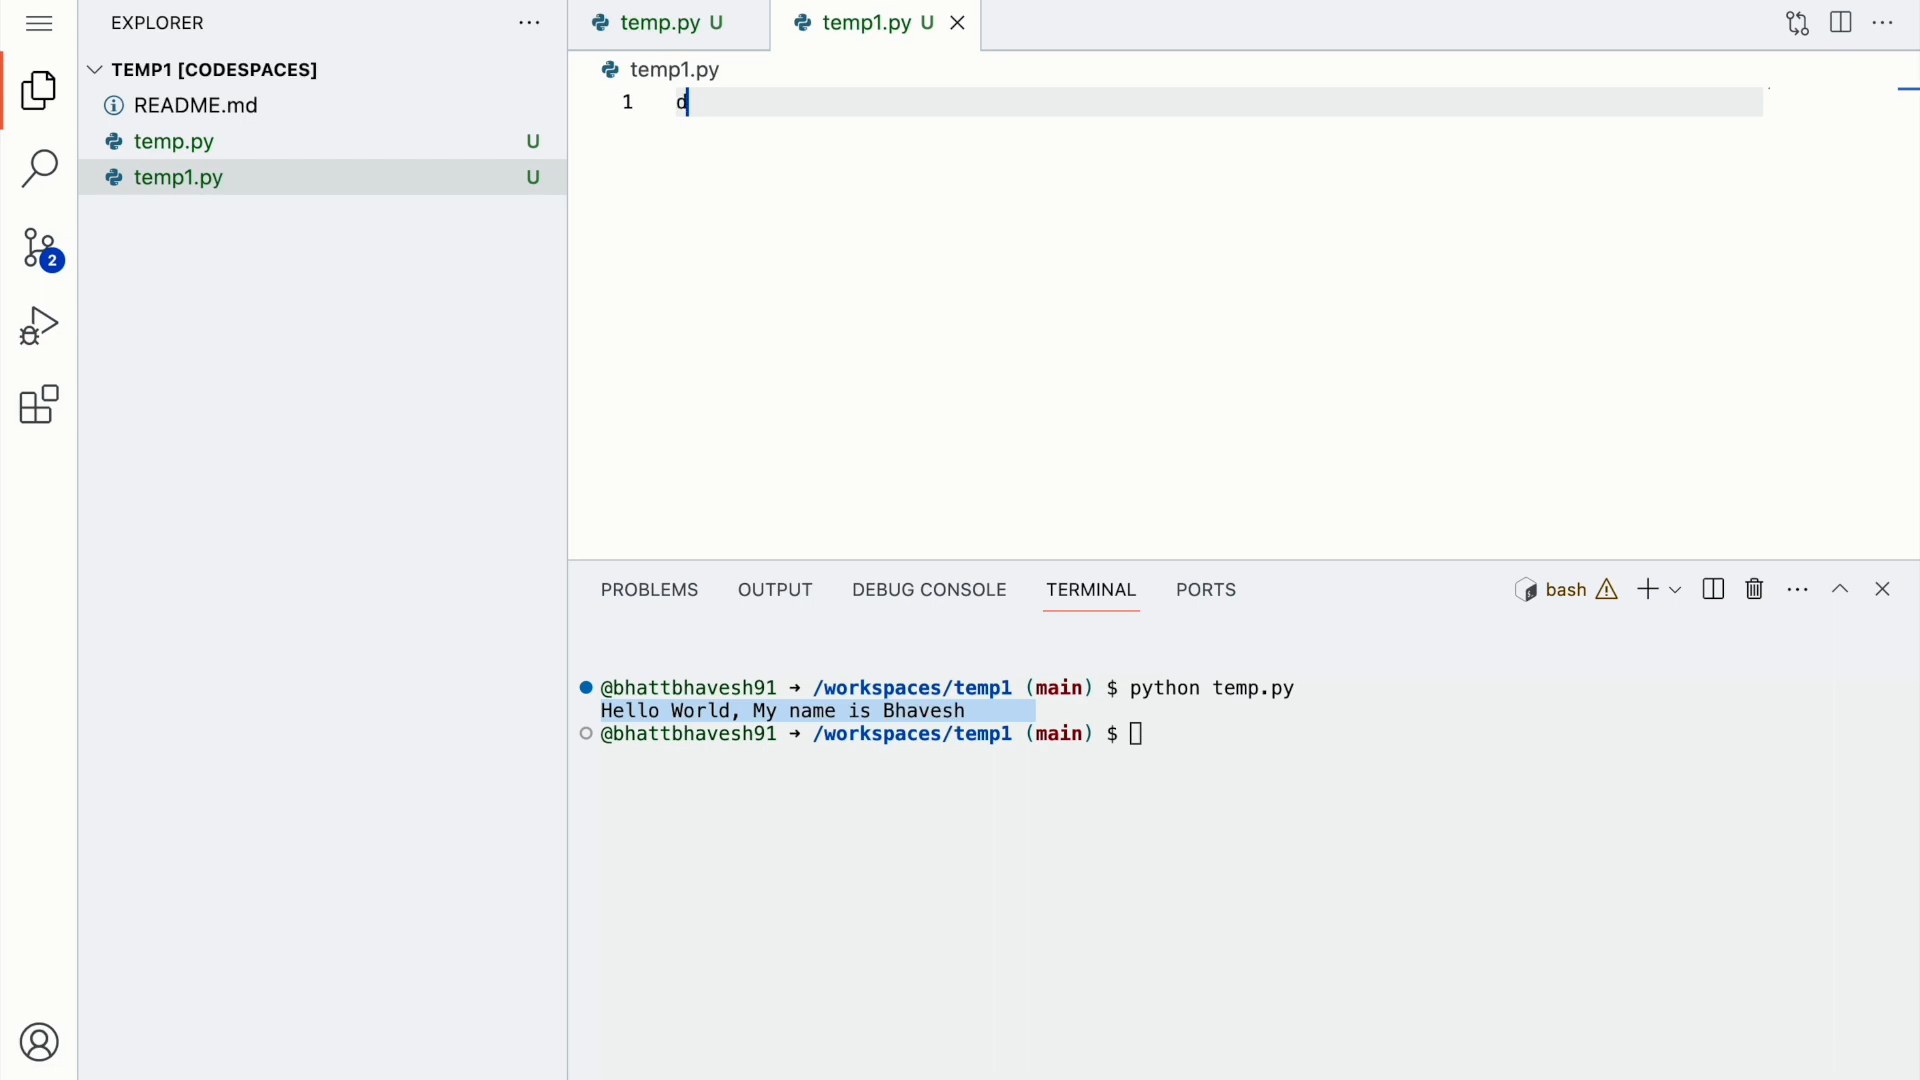 EXPLORER
temp.py U
temp1.py U
TEMP1 [CODESPACES]
README.md
temp.py U
temp1.py U
2
temp1.py
1 d
PROBLEMS OUTPUT DEBUG CONSOLE TERMINAL PORTS
bash
@bhattbhavesh91 ➜ /workspaces/temp1 (main) $ python temp.py
Hello World, My name is Bhavesh
@bhattbhavesh91 ➜ /workspaces/temp1 (main) $